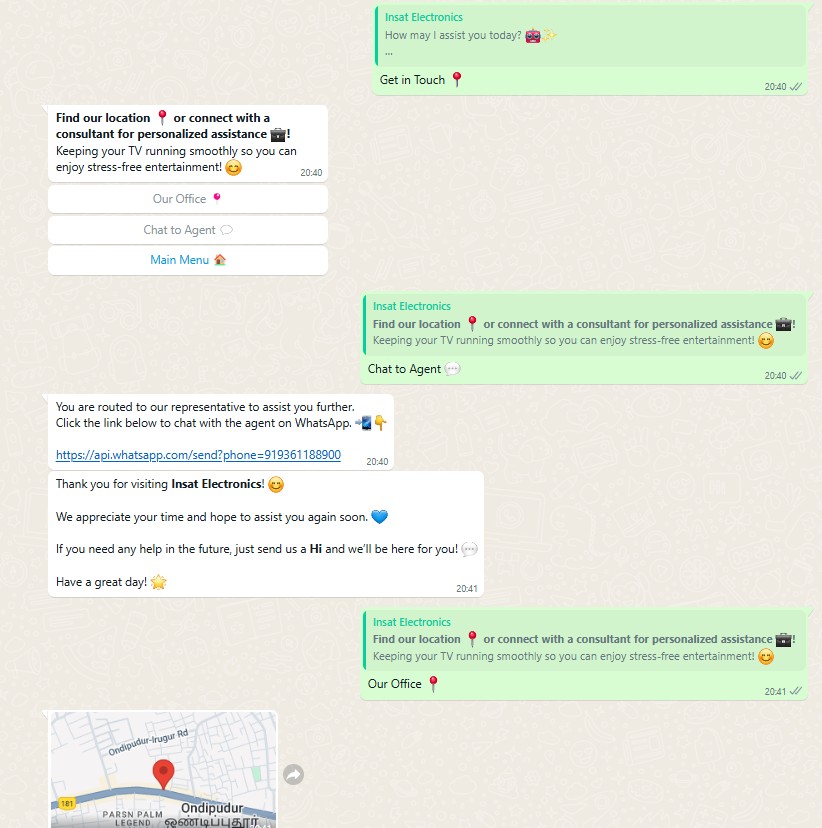 Insat Electronics
How may I assist you today? 🤖💫
...
Get in Touch 📍
20:40
Find our location 📍 or connect with a
consultant for personalized assistance 💼!
Keeping your TV running smoothly so you can
enjoy stress-free entertainment! 😊
20:40
Our Office 📍
Chat to Agent 💬
Main Menu 🏠
Insat Electronics
Find our location 📍 or connect with a consultant for personalized assistance 💼!
Keeping your TV running smoothly so you can enjoy stress-free entertainment! 😊
Chat to Agent 💬
20:40
You are routed to our representative to assist you further.
Click the link below to chat with the agent on WhatsApp. 📲👇
https://api.whatsapp.com/send?phone=919361188900
20:40
Thank you for visiting Insat Electronics! 😊
We appreciate your time and hope to assist you again soon. 💙
If you need any help in the future, just send us a Hi and we'll be here for you! 💬
Have a great day! 🌟
20:41
Insat Electronics
Find our location 📍 or connect with a consultant for personalized assistance 💼!
Keeping your TV running smoothly so you can enjoy stress-free entertainment! 😊
Our Office 📍
20:41
Ondipudur-Irugur Rd
181
PARSN PALM
LEGEND
Ondipudur
ஒண்டிப்புதூர்